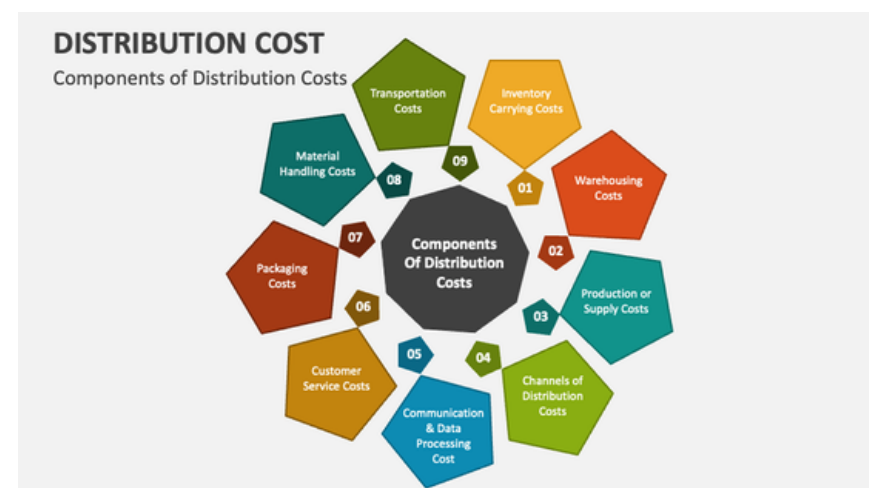 DISTRIBUTION COST
Components of Distribution Costs
Components
Of Distribution
Costs
01
Inventory
Carrying Costs
02
Warehousing
Costs
03
Production or
Supply Costs
04
Channels of
Distribution
Costs
05
Communication
& Data
Processing
Cost
06
Customer
Service Costs
07
Packaging
Costs
08
Material
Handling Costs
09
Transportation
Costs